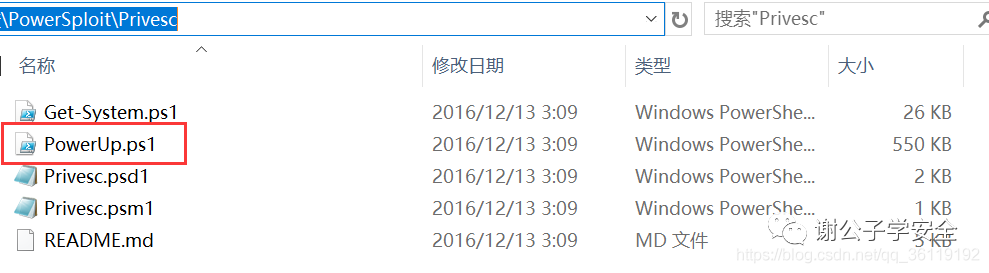 \PowerSploit\Privesc 搜索"Privesc"
名称 修改日期 类型 大小
Get-System.ps1 2016/12/13 3:09 Windows PowerShe... 26 KB
PowerUp.ps1 2016/12/13 3:09 Windows PowerShe... 550 KB
Privesc.psd1 2016/12/13 3:09 Windows PowerShe... 2 KB
Privesc.psm1 2016/12/13 3:09 Windows PowerShe... 1 KB
README.md 2016/12/13 3:09 MD 文件 3 KB
谢公子学安全
https://blog.csdn.net/qq_36119192